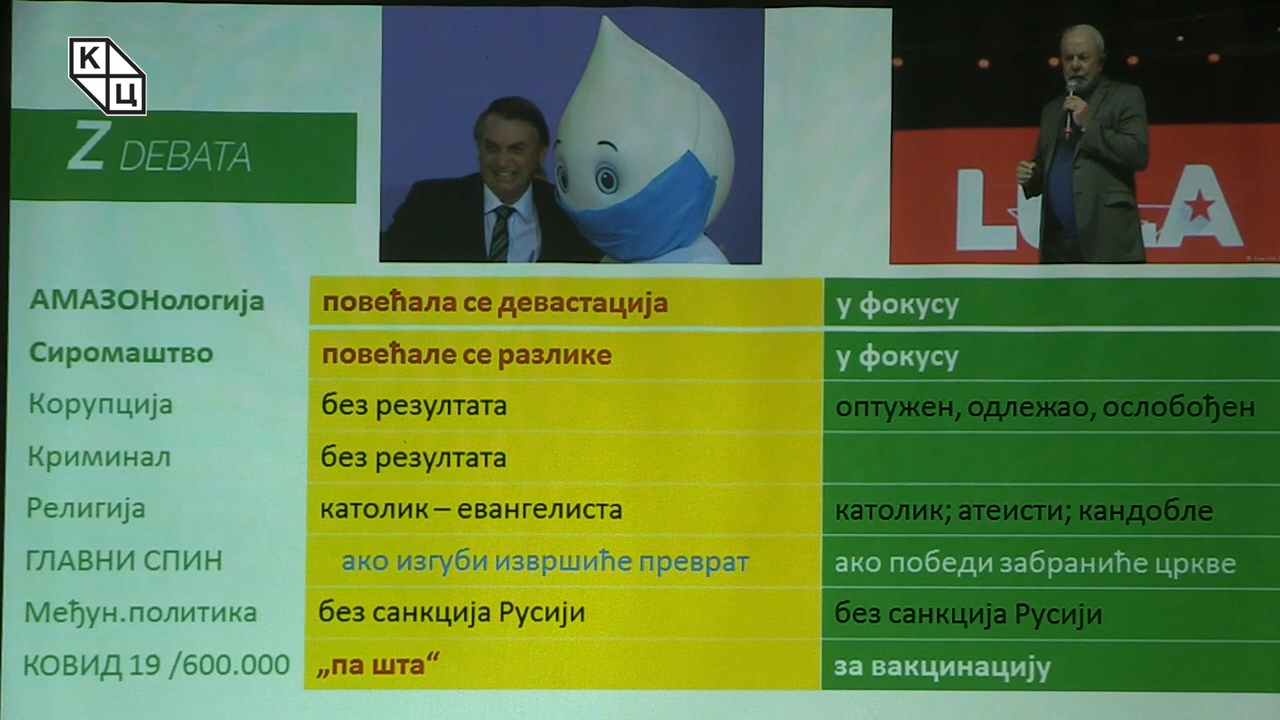 КЦ
Z DEBATA
LULA
АМАЗОНологија повећала се девастација у фокусу
Сиромаштво повећале се разлике у фокусу
Корупција без резултата оптужен, одлежао, ослобођен
Криминал без резултата
Религија католик – евангелиста католик; атеисти; кандобле
ГЛАВНИ СПИН ако изгуби извршиће преврат ако победи забраниће цркве
Међун.политика без санкција Русији без санкција Русији
КОВИД 19 /600.000 „па шта“ за вакцинацију